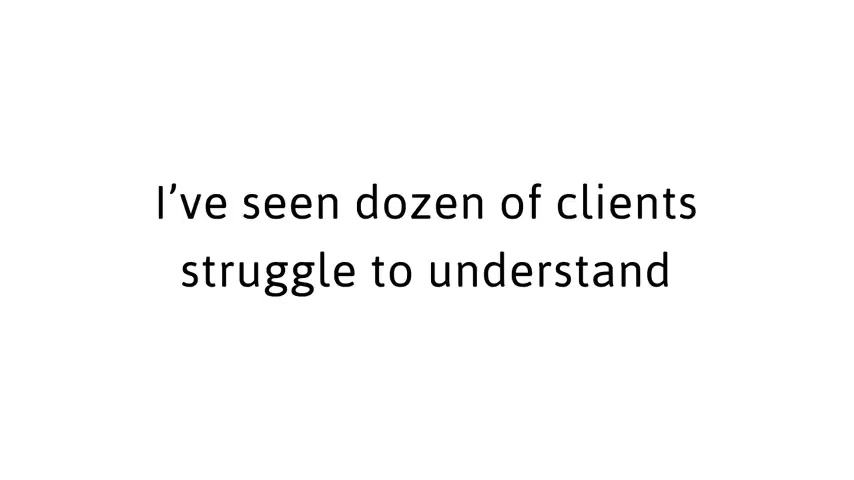 I’ve seen dozen of clients
struggle to understand